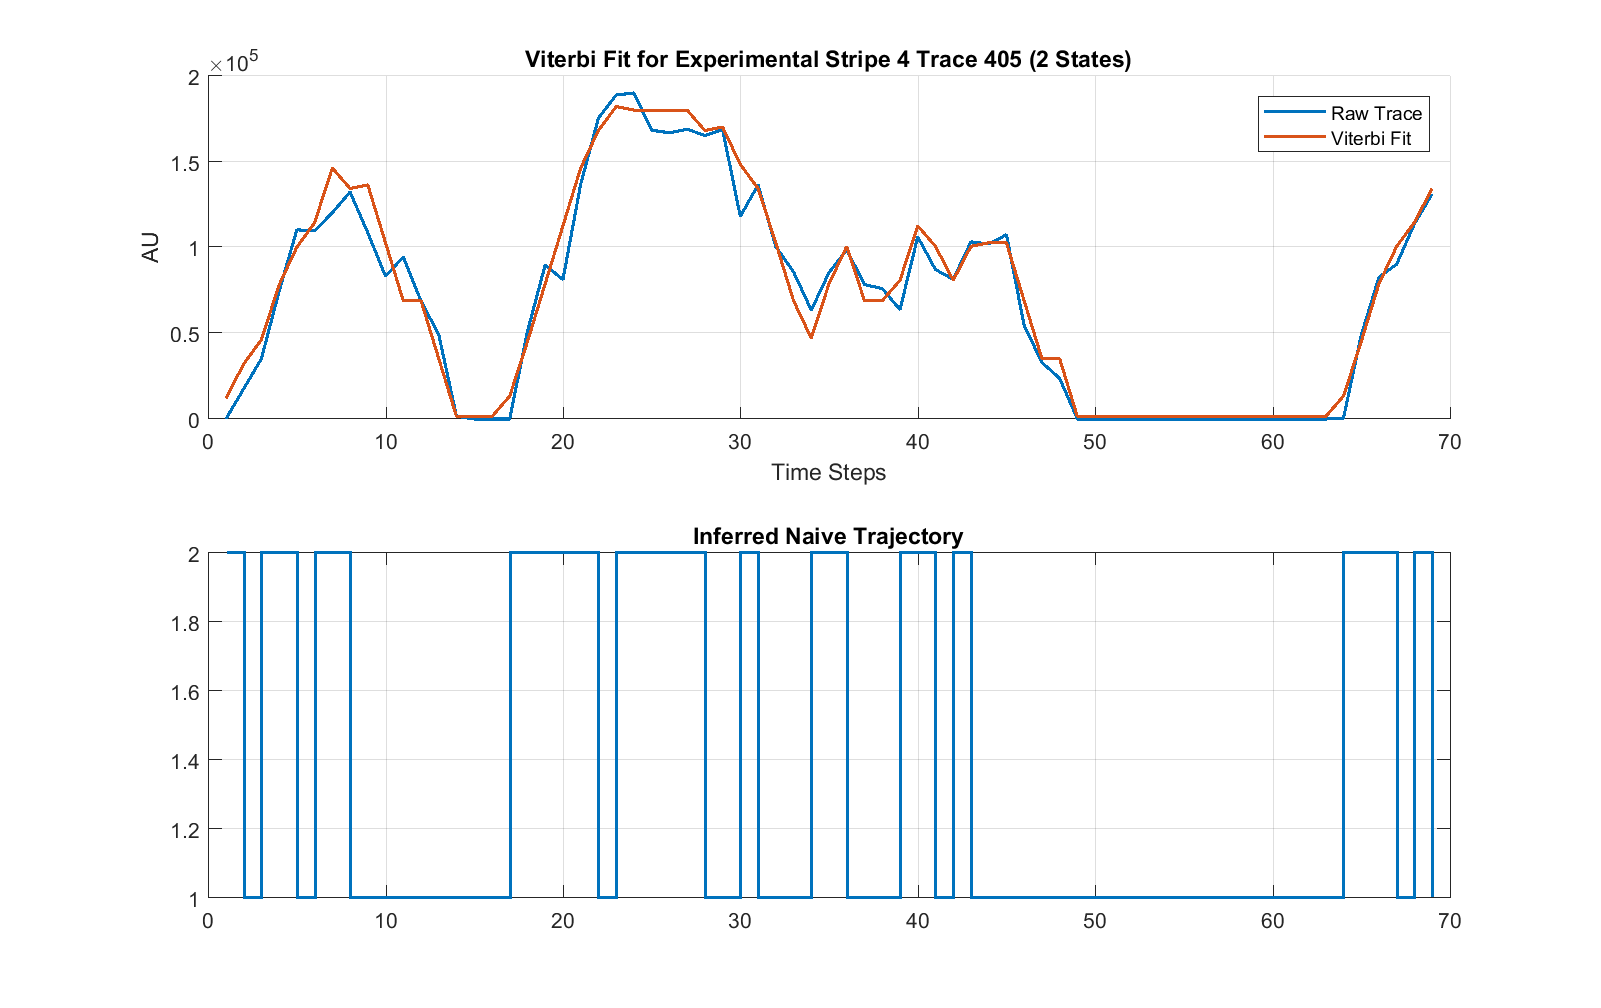 Viterbi Fit for Experimental Stripe 4 Trace 405 (2 States)
×10⁵
2
1.5
1
0.5
0
AU
Raw Trace
Viterbi Fit
0 10 20 30 40 50 60 70
Time Steps
Inferred Naive Trajectory
2
1.8
1.6
1.4
1.2
1
0 10 20 30 40 50 60 70